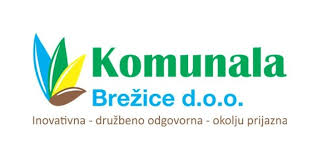 Komunala
Brežice d.o.o.
Inovativna - družbeno odgovorna - okolju prijazna